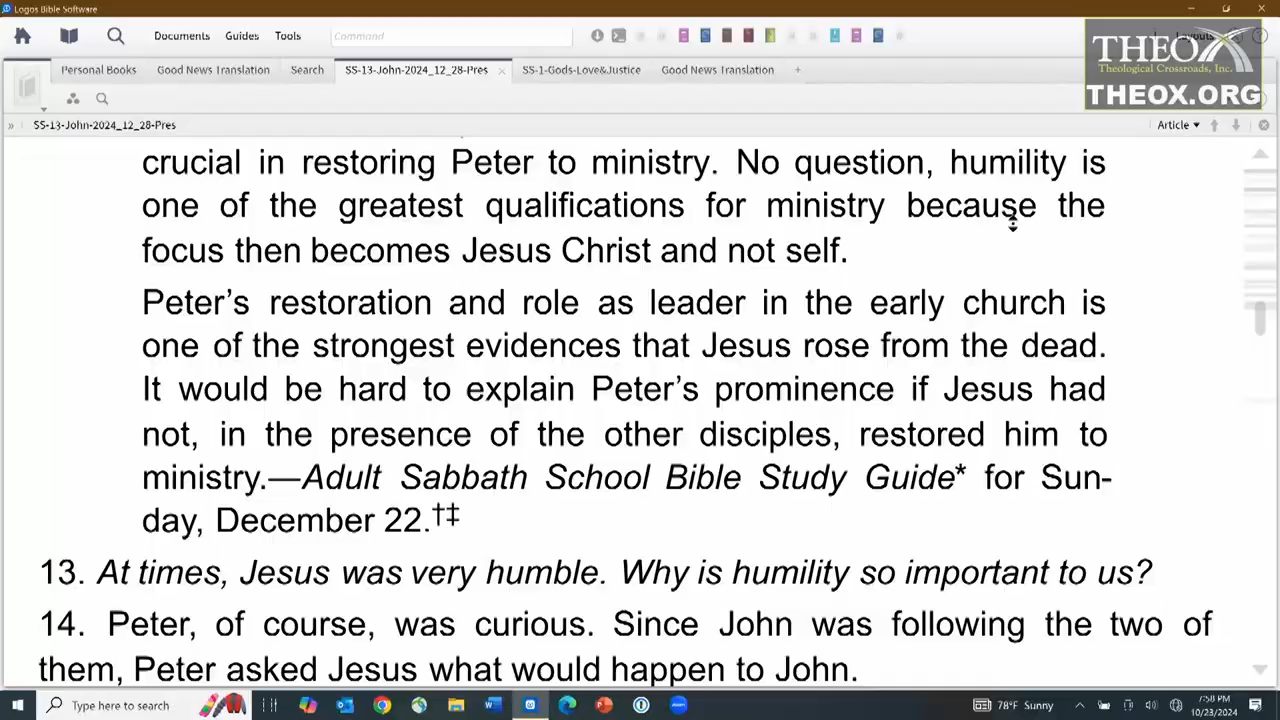 Logos Bible Software
Documents Guides Tools Command Layouts
THEOX
Theological Crossroads, Inc.
THEOX.ORG
Personal Books Good News Translation Search SS-13-John-2024_12_28-Pres SS-1-Gods-Love&Justice Good News Translation
SS-13-John-2024_12_28-Pres Article
crucial in restoring Peter to ministry. No question, humility is
one of the greatest qualifications for ministry because the
focus then becomes Jesus Christ and not self.
Peter’s restoration and role as leader in the early church is
one of the strongest evidences that Jesus rose from the dead.
It would be hard to explain Peter’s prominence if Jesus had
not, in the presence of the other disciples, restored him to
ministry.—Adult Sabbath School Bible Study Guide* for Sun-
day, December 22.†‡
13. At times, Jesus was very humble. Why is humility so important to us?
14. Peter, of course, was curious. Since John was following the two of
them, Peter asked Jesus what would happen to John.
Type here to search 78°F Sunny 7:58 PM
10/23/2024